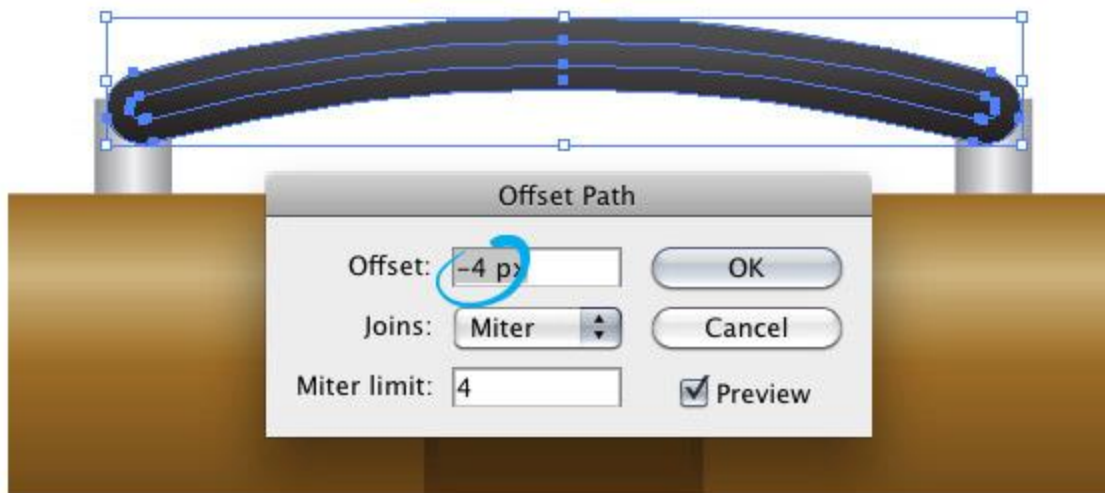 Offset Path
Offset: -4 px OK
Joins: Miter Cancel
Miter limit: 4 Preview